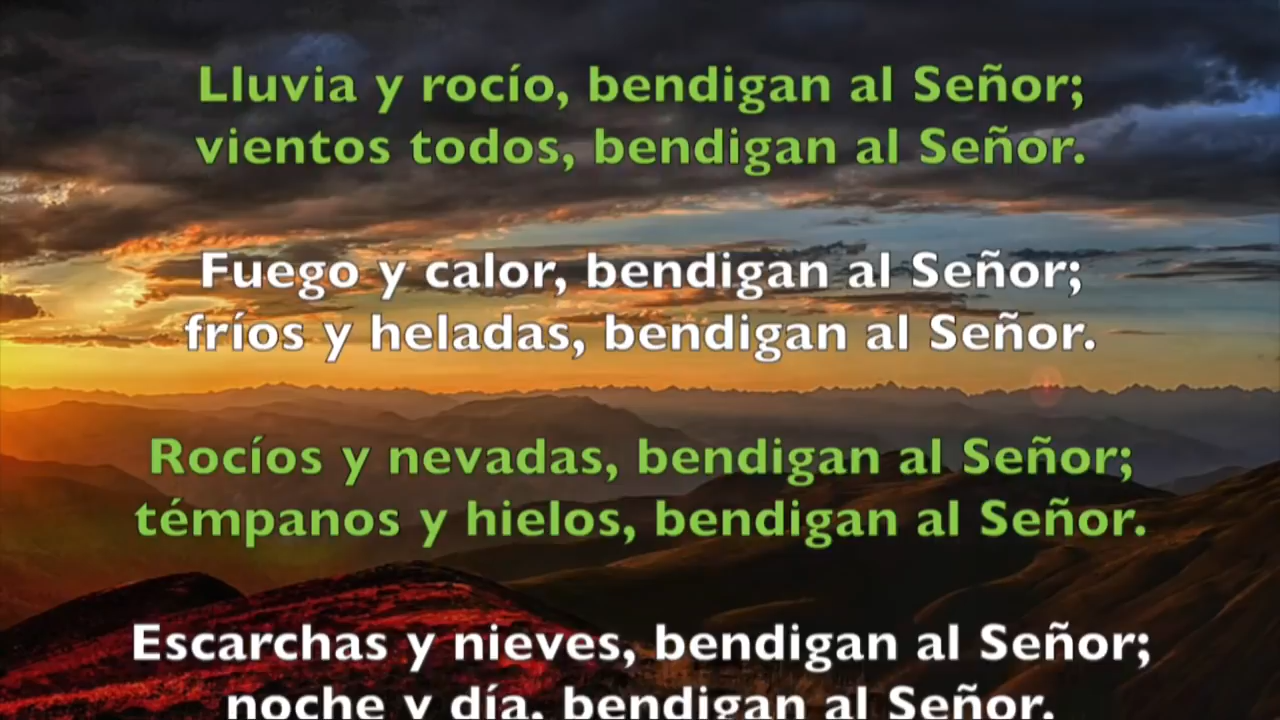 Lluvia y rocío, bendigan al Señor;
vientos todos, bendigan al Señor.
Fuego y calor, bendigan al Señor;
fríos y heladas, bendigan al Señor.
Rocíos y nevadas, bendigan al Señor;
témpanos y hielos, bendigan al Señor.
Escarchas y nieves, bendigan al Señor;
noche y día, bendigan al Señor.